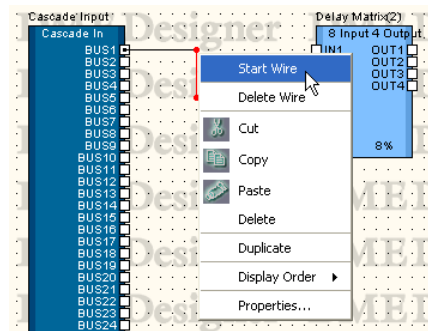 Cascade Input
Cascade In
BUS1
BUS2
BUS3
BUS4
BUS5
BUS6
BUS7
BUS8
BUS9
BUS10
BUS11
BUS12
BUS13
BUS14
BUS15
BUS16
BUS17
BUS18
BUS19
BUS20
BUS21
BUS22
BUS23
BUS24
Delay Matrix(2)
8 Input 4 Output
IN1 OUT1
OUT2
OUT3
OUT4
8%
Start Wire
Delete Wire
Cut
Copy
Paste
Delete
Duplicate
Display Order
Properties...
Designer